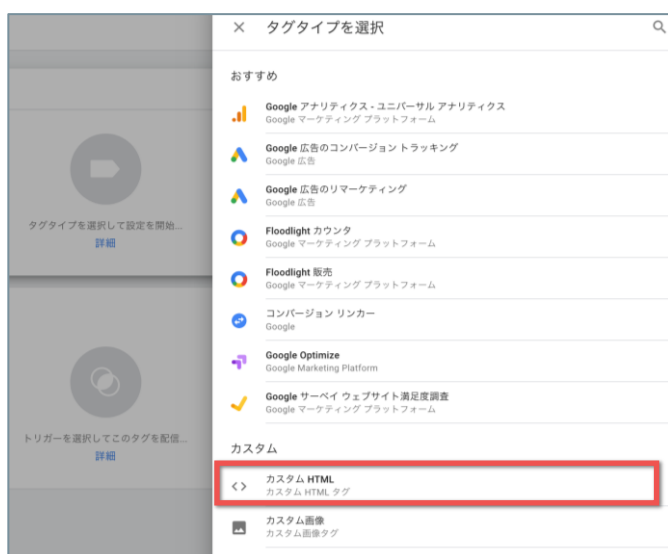 タグタイプを選択
おすすめ
Google アナリティクス - ユニバーサル アナリティクス
Google マーケティング プラットフォーム
Google 広告のコンバージョン トラッキング
Google 広告
Google 広告のリマーケティング
Google 広告
Floodlight カウンタ
Google マーケティング プラットフォーム
Floodlight 販売
Google マーケティング プラットフォーム
コンバージョン リンカー
Google
Google Optimize
Google Marketing Platform
Google サーベイ ウェブサイト満足度調査
Google マーケティング プラットフォーム
カスタム
カスタム HTML
カスタム HTML タグ
カスタム画像
カスタム画像タグ
タグタイプを選択して設定を開始...
詳細
トリガーを選択してこのタグを配信...
詳細